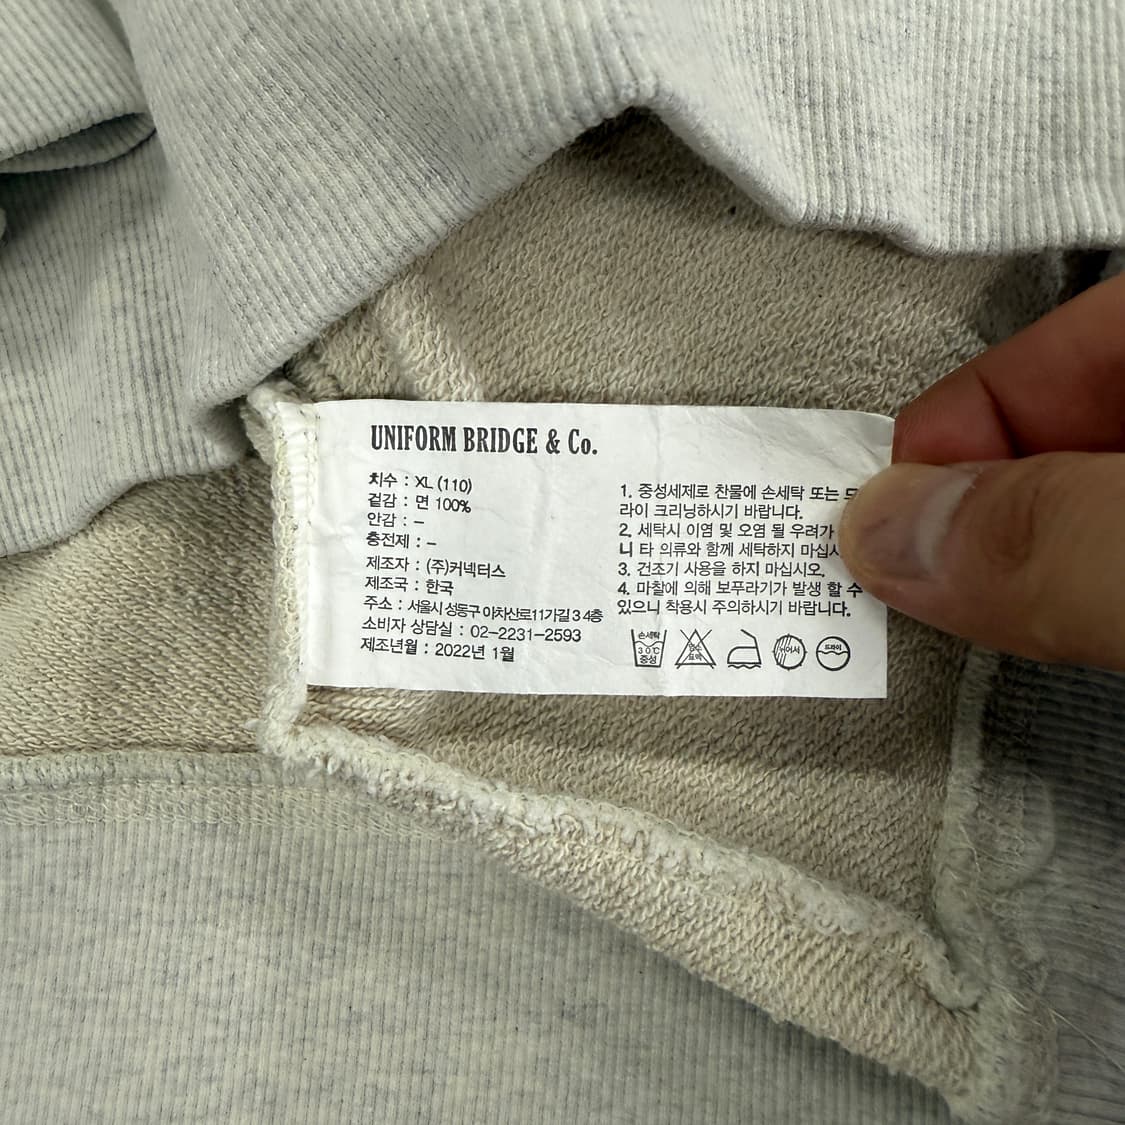 UNIFORM BRIDGE & Co.
치수 : XL (110)
겉감 : 면 100%
안감 : –
충전제 : –
제조자 : (주)커넥터스
제조국 : 한국
주소 : 서울시 성동구 아차산로11가길 3 4층
소비자 상담실 : 02-2231-2593
제조년월 : 2022년 1월
1. 중성세제로 찬물에 손세탁 또는 드
라이 크리닝하시기 바랍니다.
2. 세탁시 이염 및 오염 될 우려가
니 타 의류와 함께 세탁하지 마십시
3. 건조기 사용을 하지 마십시오.
4. 마찰에 의해 보푸라기가 발생 할 수
있으니 착용시 주의하시기 바랍니다.
손세탁
30℃
중성
염소
표백
뉘어서
드라이